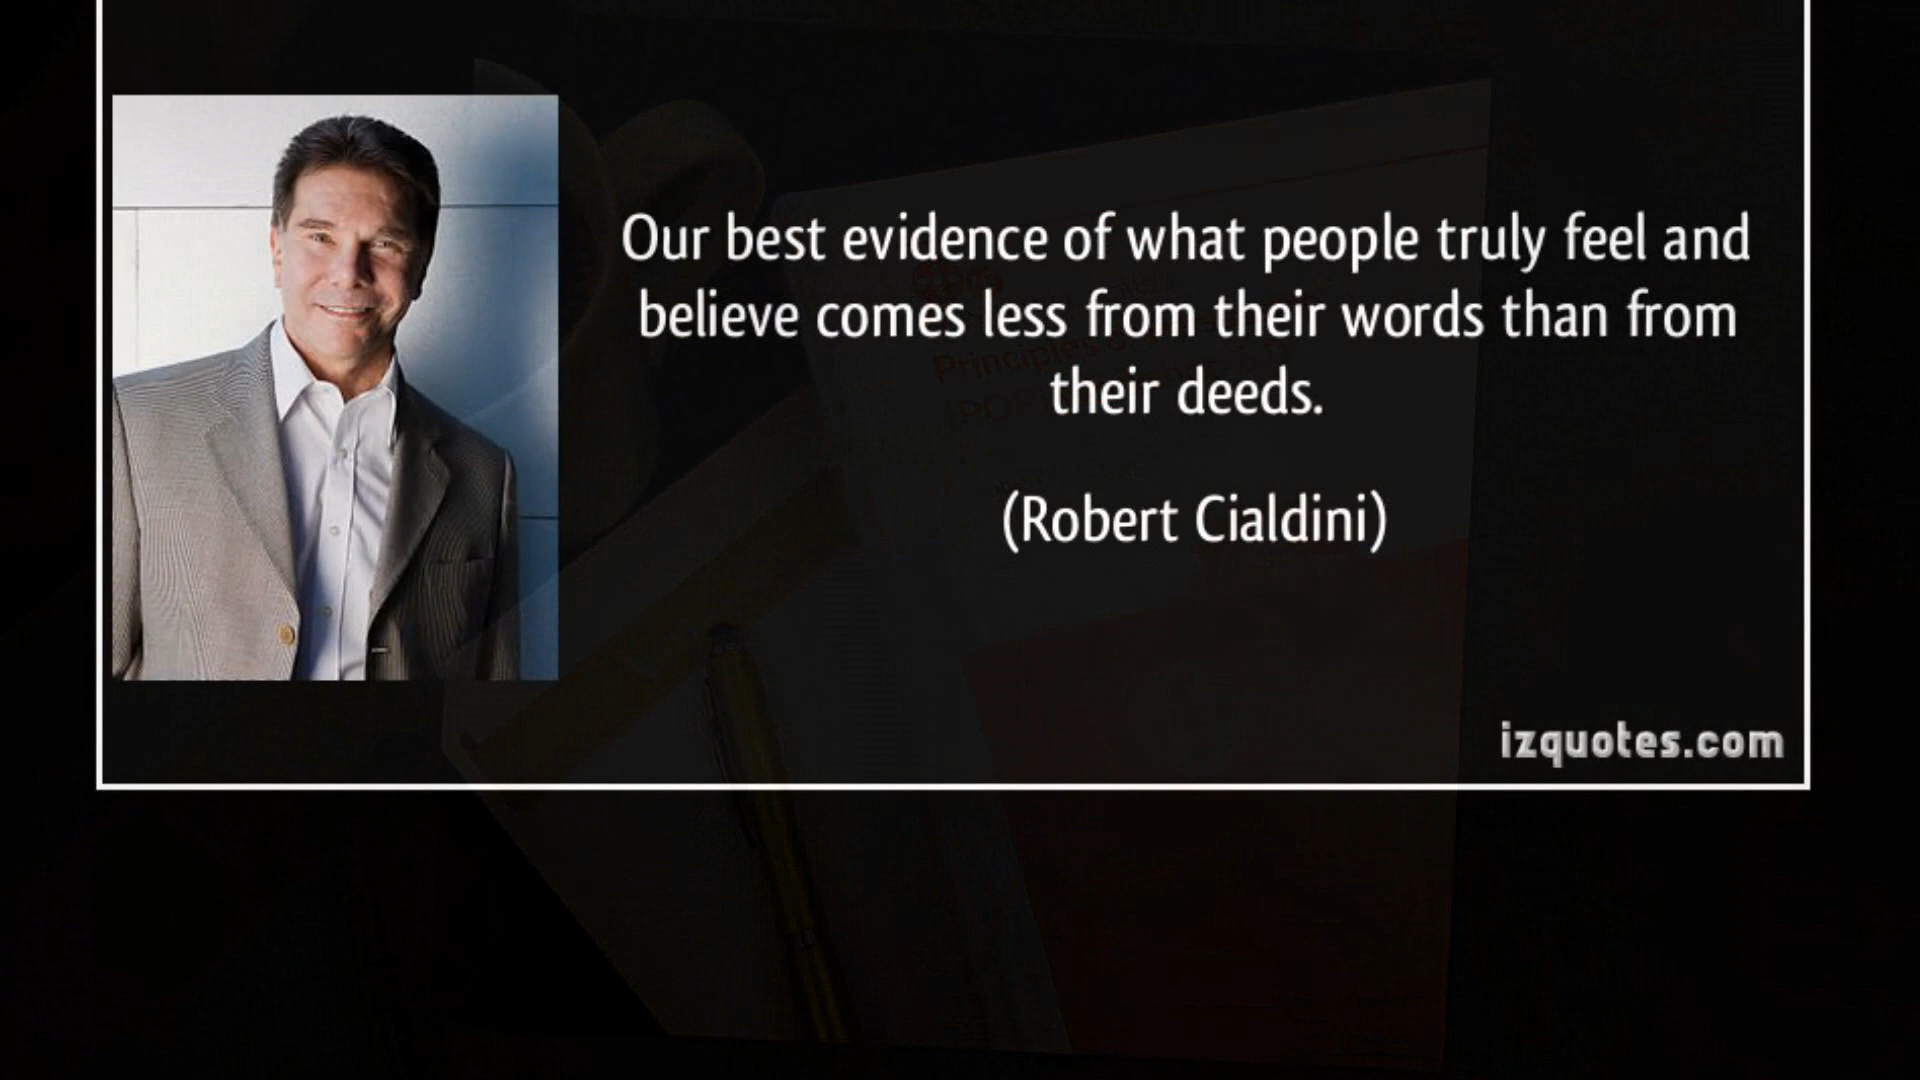 Our best evidence of what people truly feel and
believe comes less from their words than from
their deeds.
(Robert Cialdini)
izquotes.com